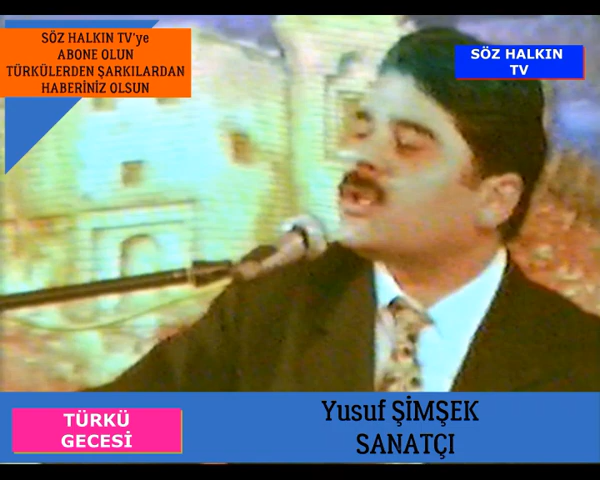 SÖZ HALKIN TV'ye
ABONE OLUN
TÜRKÜLERDEN ŞARKILARDAN
HABERİNİZ OLSUN
SÖZ HALKIN
TV
TÜRKÜ
GECESİ
Yusuf ŞİMŞEK
SANATÇI